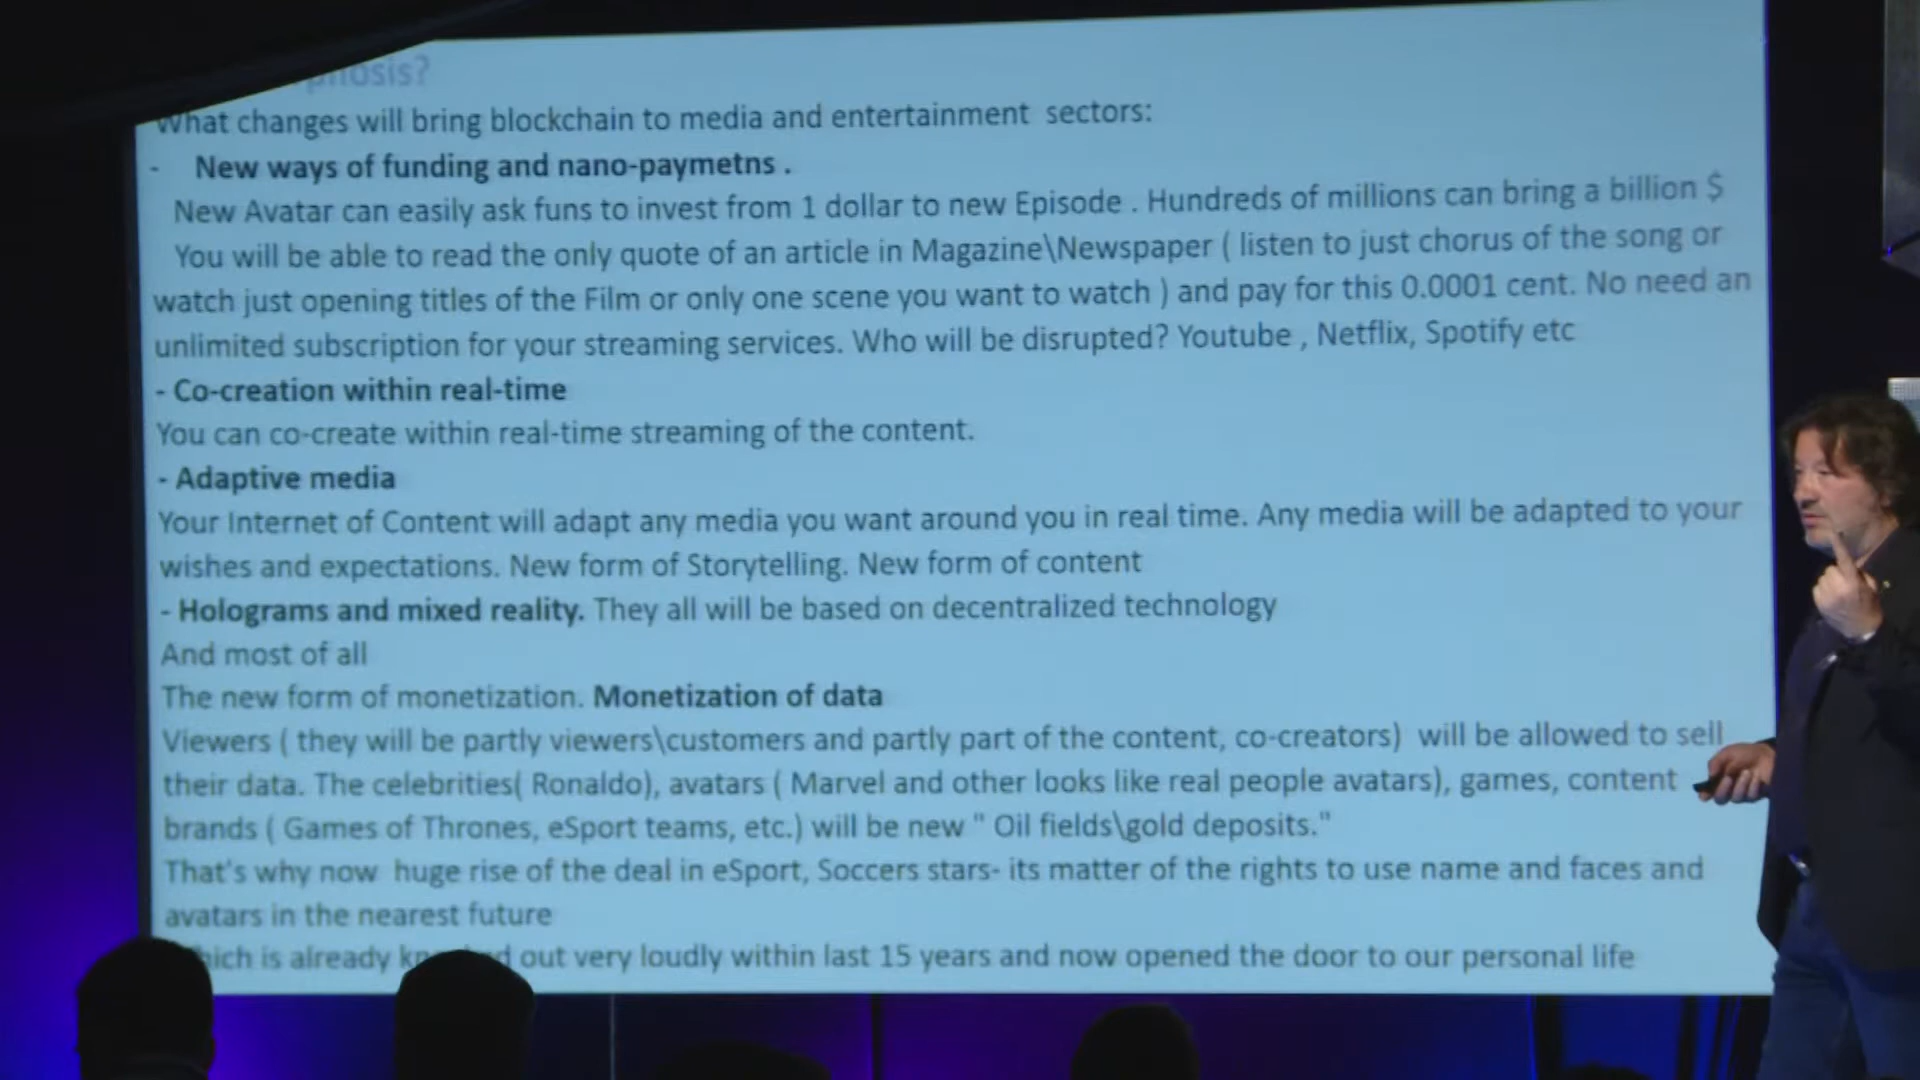 What changes will bring blockchain to media and entertainment sectors:
- New ways of funding and nano-paymetns .
New Avatar can easily ask funs to invest from 1 dollar to new Episode . Hundreds of millions can bring a billion $
You will be able to read the only quote of an article in Magazine\Newspaper ( listen to just chorus of the song or
watch just opening titles of the Film or only one scene you want to watch ) and pay for this 0.0001 cent. No need an
unlimited subscription for your streaming services. Who will be disrupted? Youtube , Netflix, Spotify etc
- Co-creation within real-time
You can co-create within real-time streaming of the content.
- Adaptive media
Your Internet of Content will adapt any media you want around you in real time. Any media will be adapted to your
wishes and expectations. New form of Storytelling. New form of content
- Holograms and mixed reality. They all will be based on decentralized technology
And most of all
The new form of monetization. Monetization of data
Viewers ( they will be partly viewers\customers and partly part of the content, co-creators) will be allowed to sell
their data. The celebrities( Ronaldo), avatars ( Marvel and other looks like real people avatars), games, content
brands ( Games of Thrones, eSport teams, etc.) will be new " Oil fields\gold deposits."
That's why now huge rise of the deal in eSport, Soccers stars- its matter of the rights to use name and faces and
avatars in the nearest future
is already out very loudly within last 15 years and now opened the door to our personal life